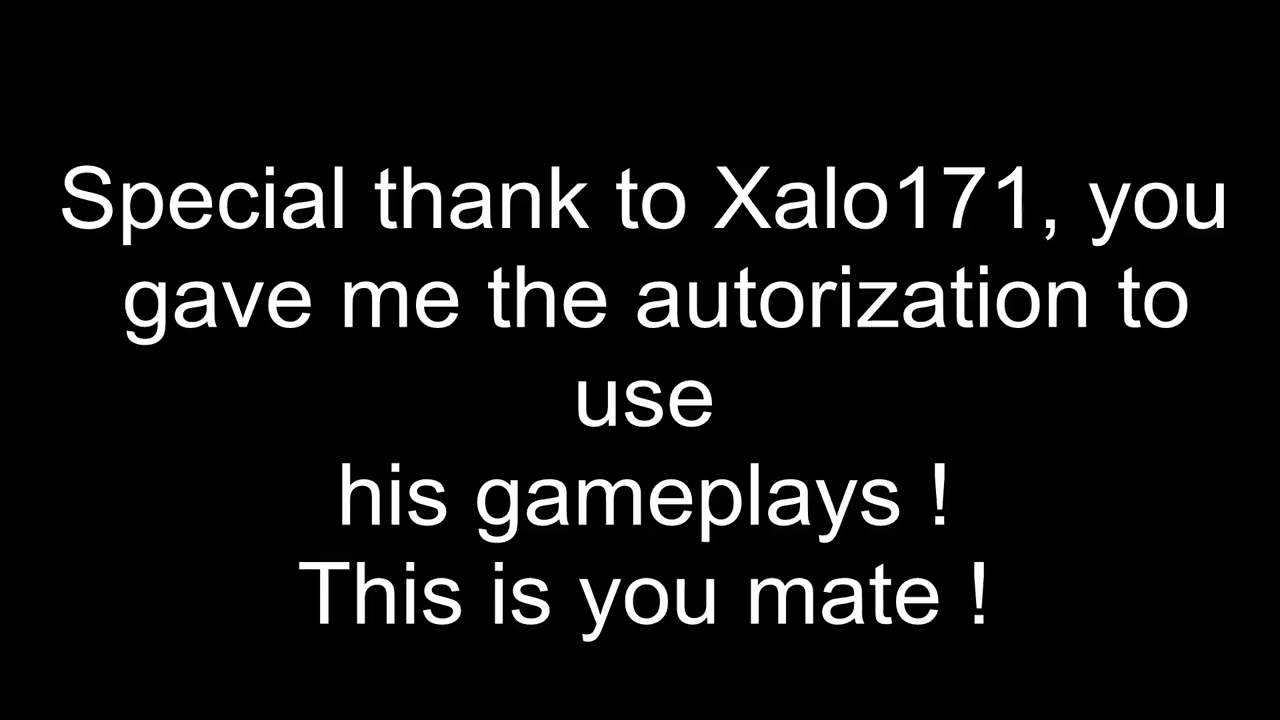 Special thank to Xalo171, you
gave me the autorization to
use
his gameplays !
This is you mate !